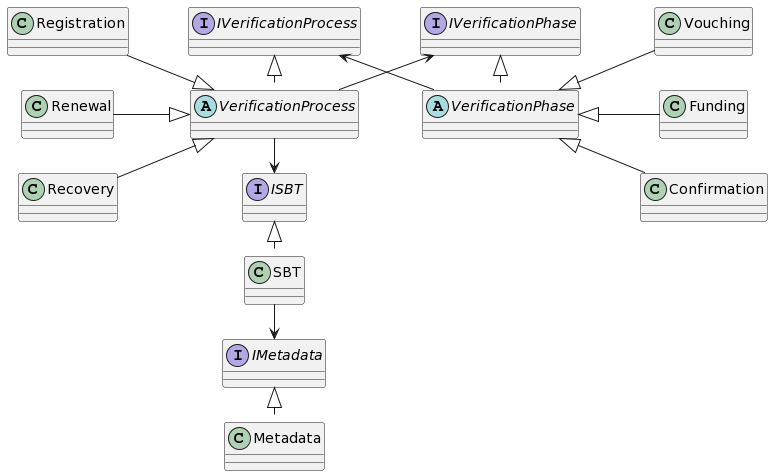 C Registration
I IVerificationProcess
I IVerificationPhase
C Vouching
C Renewal
A VerificationProcess
A VerificationPhase
C Funding
C Recovery
I ISBT
C Confirmation
C SBT
I IMetadata
C Metadata